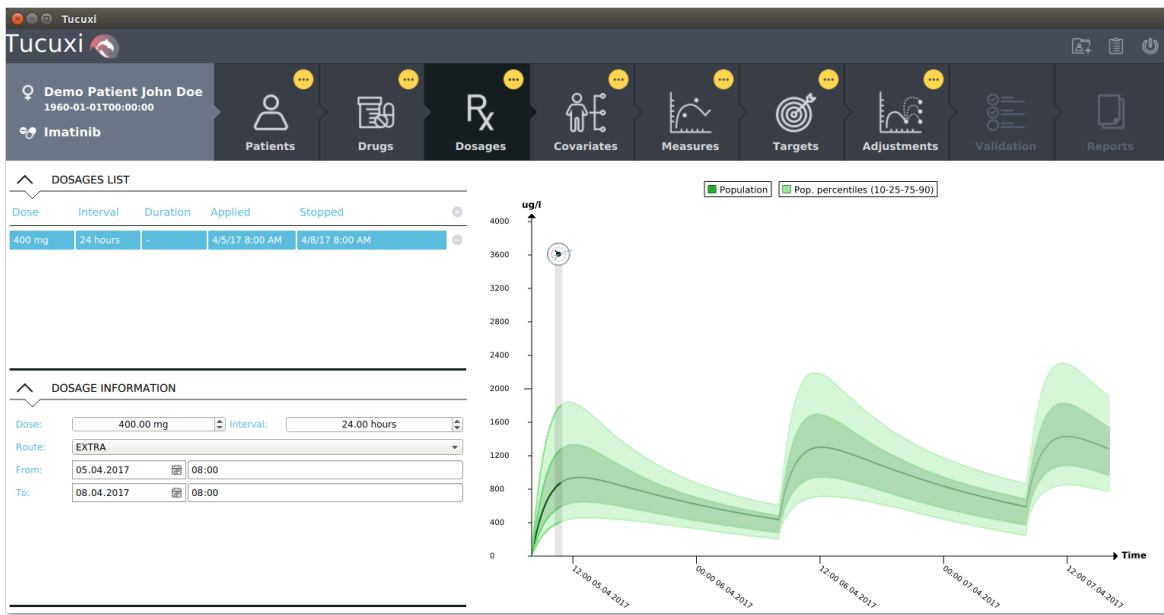 Tucuxi
Tucuxi
Demo Patient John Doe
1960-01-01T00:00:00
Imatinib
Patients
Drugs
Rx
Dosages
Covariates
Measures
Targets
Adjustments
Validation
Reports
DOSAGES LIST
Dose Interval Duration Applied Stopped
400 mg 24 hours - 4/5/17 8:00 AM 4/8/17 8:00 AM
DOSAGE INFORMATION
Dose: 400.00 mg Interval: 24.00 hours
Route: EXTRA
From: 05.04.2017 08:00
To: 08.04.2017 08:00
Population Pop. percentiles (10-25-75-90)
ug/l
4000
3600
3200
2800
2400
2000
1600
1200
800
400
0
Time
12:00 05.04.2017
00:00 06.04.2017
12:00 06.04.2017
00:00 07.04.2017
12:00 07.04.2017